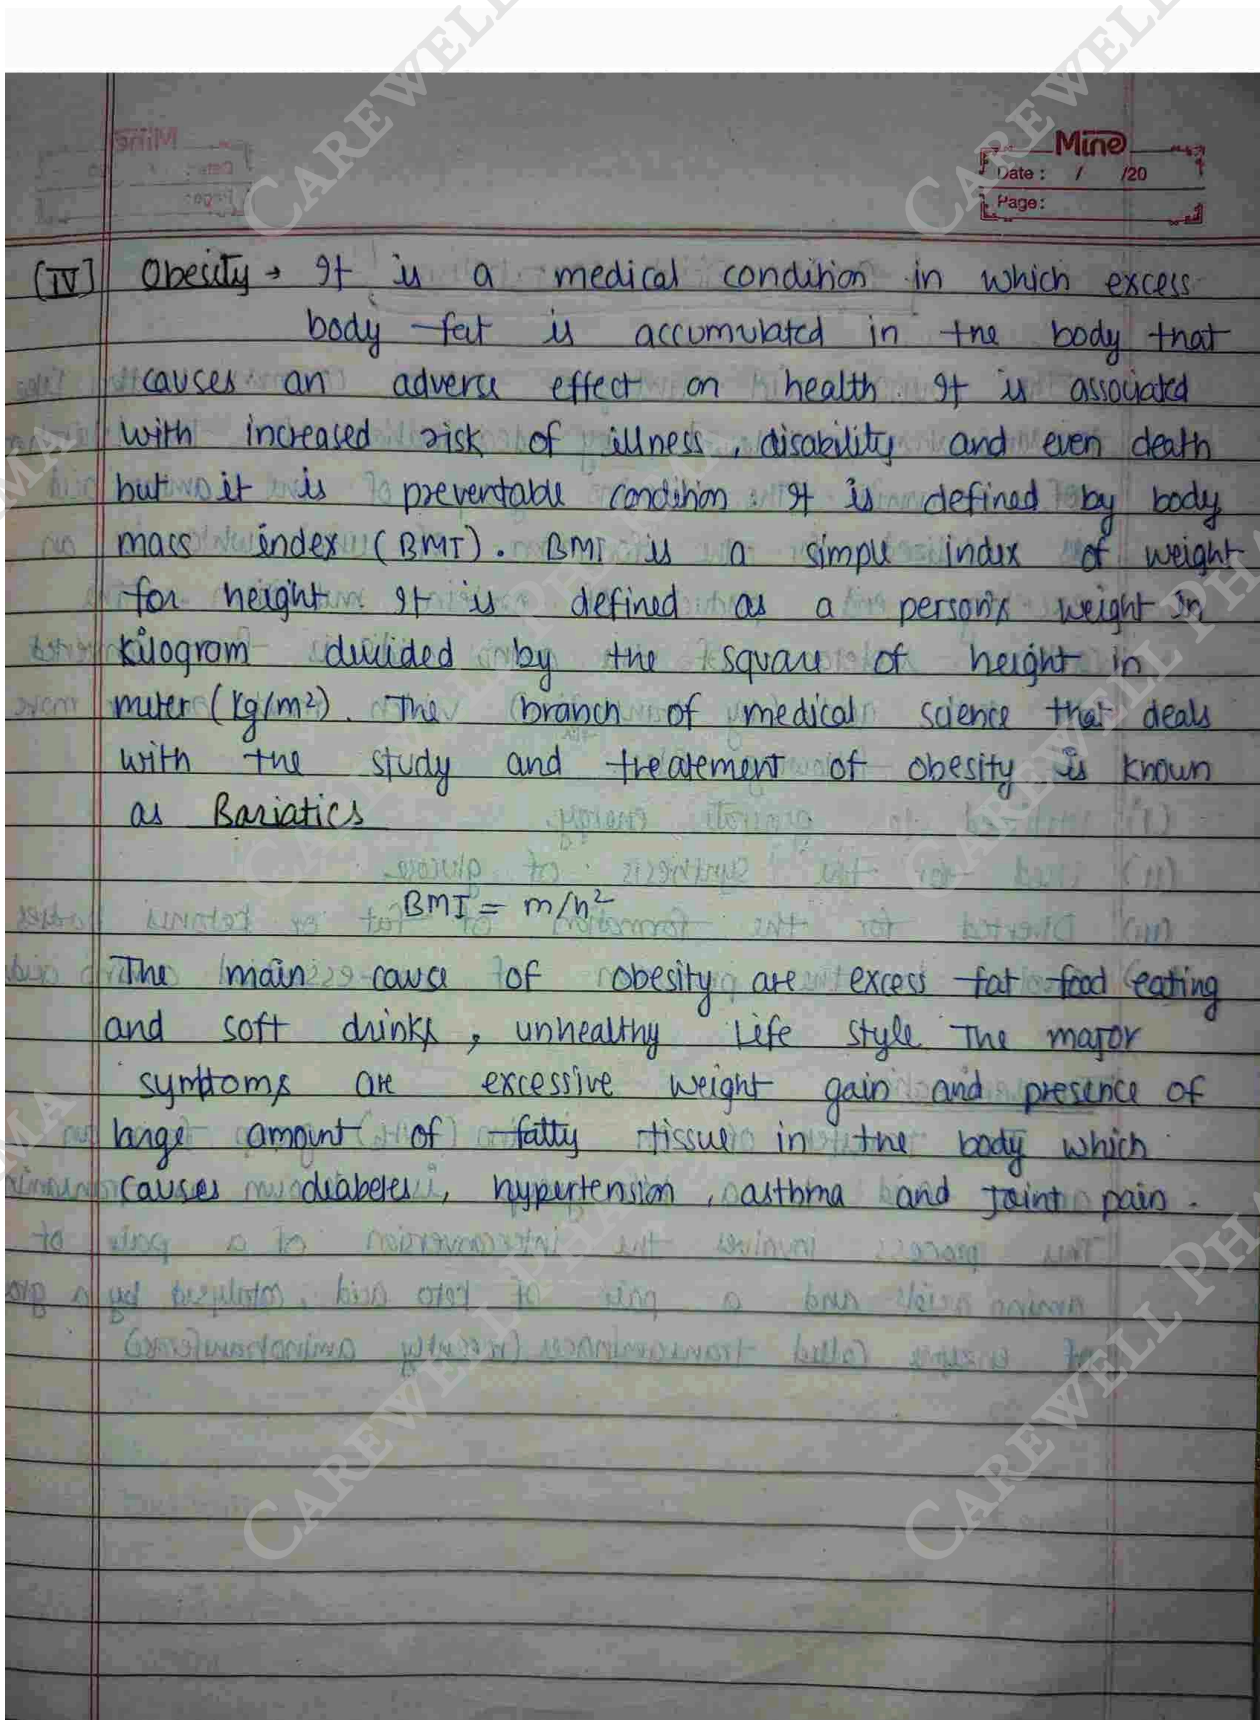 Mine
Date : / /20
Page:
[IV] Obesity → It is a medical condition in which excess
body fat is accumulated in the body that
causes an adverse effect on health. It is associated
with increased risk of illness, disability and even death
but it is preventable condition. It is defined by body
mass index (BMI). BMI is a simple index of weight
for height. It is defined as a person's weight in
kilogram devided by the square of height in
meter (kg/m²). The branch of medical science that deals
with the study and treatement of obesity is known
as Bariatics
BMI = m/h²
The main cause of obesity are excess fat food eating
and soft drinks, unhealthy life style. The major
symptoms are excessive weight gain and presence of
large amount of fatty tissue in the body which
causes diabetes, hypertension, asthma and joint pain.
CAREWELL PHARMA